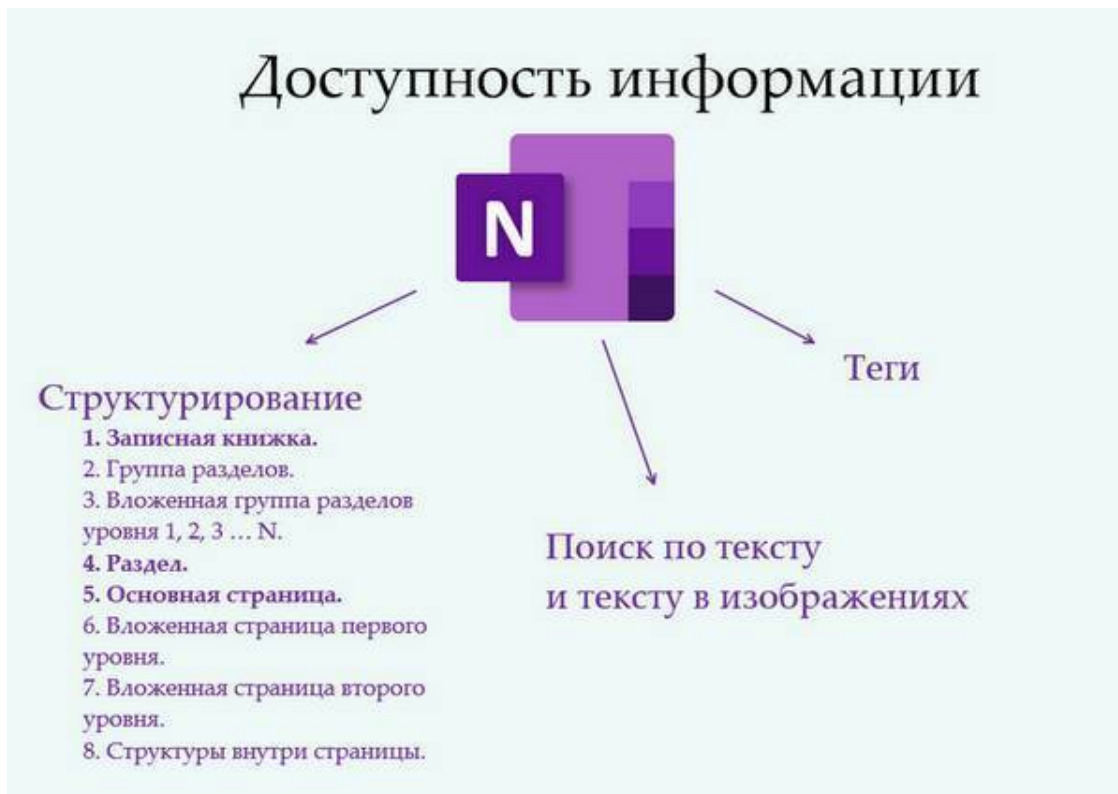 Доступность информации
N
Структурирование
1. Записная книжка.
2. Группа разделов.
3. Вложенная группа разделов
уровня 1, 2, 3 … N.
4. Раздел.
5. Основная страница.
6. Вложенная страница первого
уровня.
7. Вложенная страница второго
уровня.
8. Структуры внутри страницы.
Поиск по тексту
и тексту в изображениях
Теги